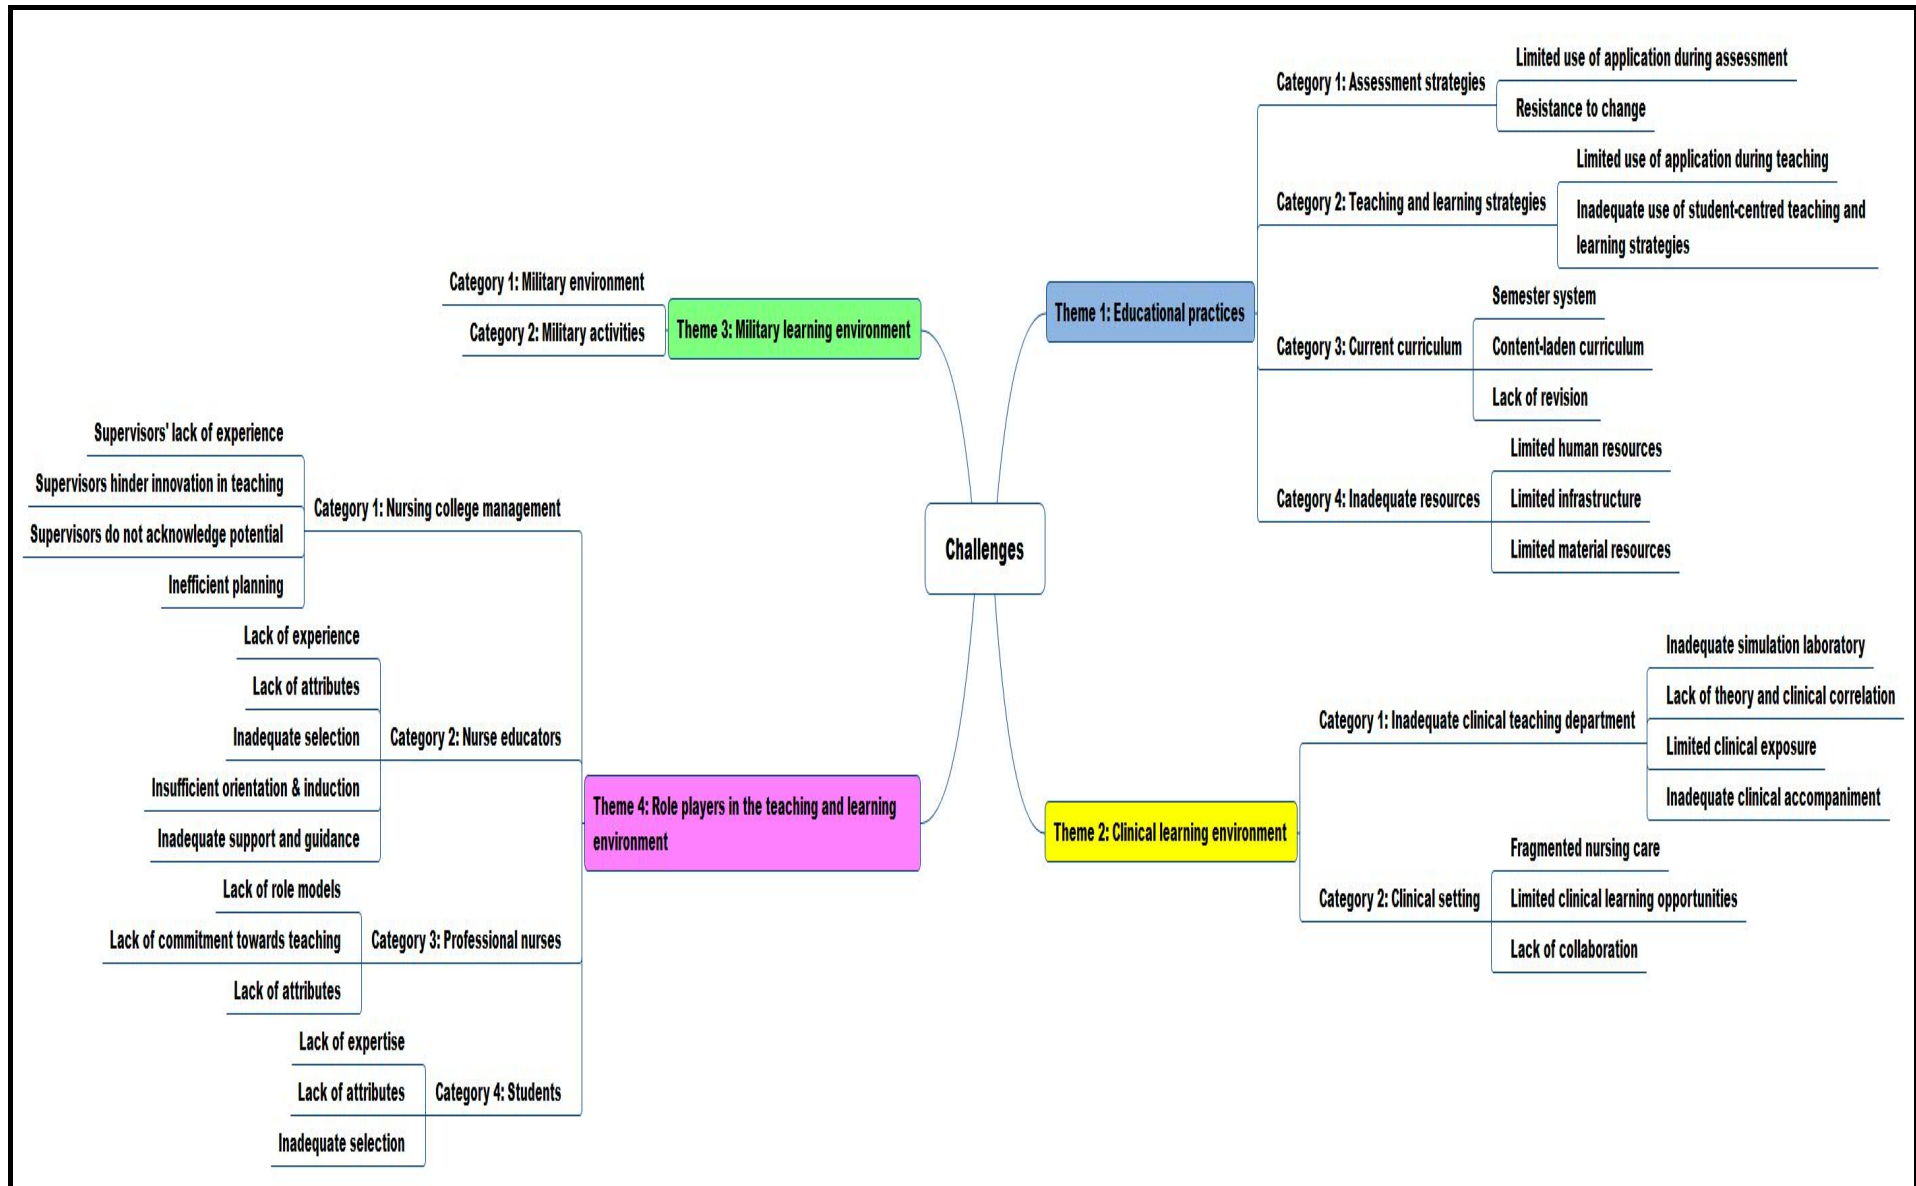 Challenges
Theme 1: Educational practices
Category 1: Assessment strategies
Limited use of application during assessment
Resistance to change
Category 2: Teaching and learning strategies
Limited use of application during teaching
Inadequate use of student-centred teaching and
learning strategies
Category 3: Current curriculum
Semester system
Content-laden curriculum
Lack of revision
Category 4: Inadequate resources
Limited human resources
Limited infrastructure
Limited material resources
Theme 2: Clinical learning environment
Category 1: Inadequate clinical teaching department
Inadequate simulation laboratory
Lack of theory and clinical correlation
Limited clinical exposure
Inadequate clinical accompaniment
Category 2: Clinical setting
Fragmented nursing care
Limited clinical learning opportunities
Lack of collaboration
Theme 3: Military learning environment
Category 1: Military environment
Category 2: Military activities
Theme 4: Role players in the teaching and learning
environment
Category 1: Nursing college management
Supervisors' lack of experience
Supervisors hinder innovation in teaching
Supervisors do not acknowledge potential
Inefficient planning
Category 2: Nurse educators
Lack of experience
Lack of attributes
Inadequate selection
Insufficient orientation & induction
Inadequate support and guidance
Category 3: Professional nurses
Lack of role models
Lack of commitment towards teaching
Lack of attributes
Category 4: Students
Lack of expertise
Lack of attributes
Inadequate selection